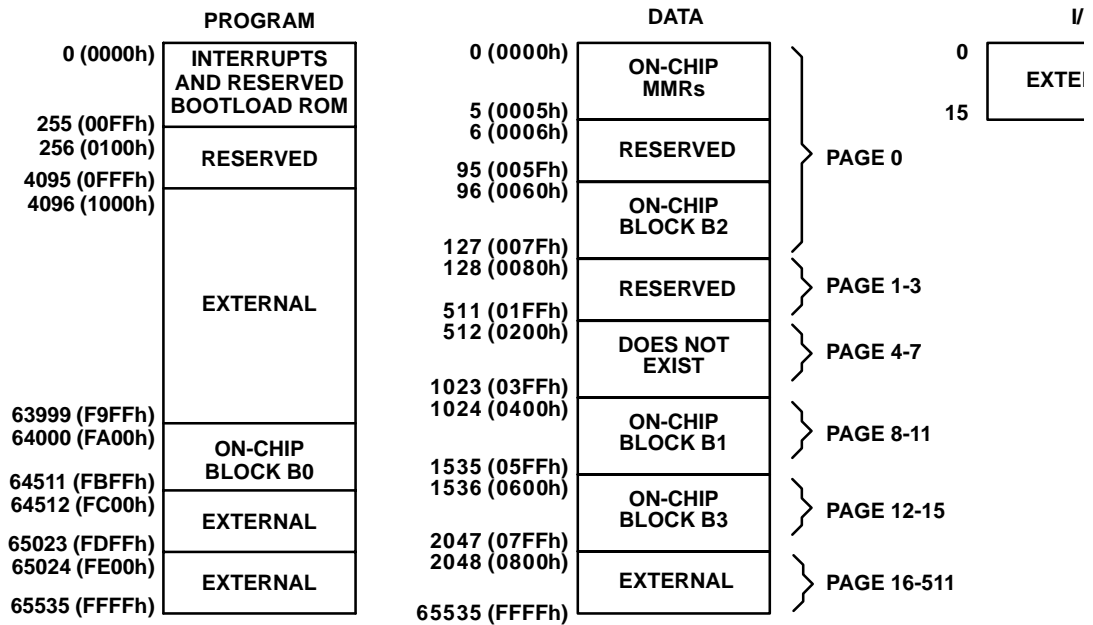 PROGRAM
0 (0000h)
INTERRUPTS
AND RESERVED
BOOTLOAD ROM
255 (00FFh)
256 (0100h)
RESERVED
4095 (0FFFh)
4096 (1000h)
EXTERNAL
63999 (F9FFh)
64000 (FA00h)
ON-CHIP
BLOCK B0
64511 (FBFFh)
64512 (FC00h)
EXTERNAL
65023 (FDFFh)
65024 (FE00h)
EXTERNAL
65535 (FFFFh)
DATA
0 (0000h)
ON-CHIP
MMRs
5 (0005h)
6 (0006h)
RESERVED
95 (005Fh)
96 (0060h)
ON-CHIP
BLOCK B2
127 (007Fh)
PAGE 0
128 (0080h)
RESERVED
511 (01FFh)
PAGE 1-3
512 (0200h)
DOES NOT
EXIST
1023 (03FFh)
PAGE 4-7
1024 (0400h)
ON-CHIP
BLOCK B1
1535 (05FFh)
PAGE 8-11
1536 (0600h)
ON-CHIP
BLOCK B3
2047 (07FFh)
PAGE 12-15
2048 (0800h)
EXTERNAL
65535 (FFFFh)
PAGE 16-511
I/
0
15